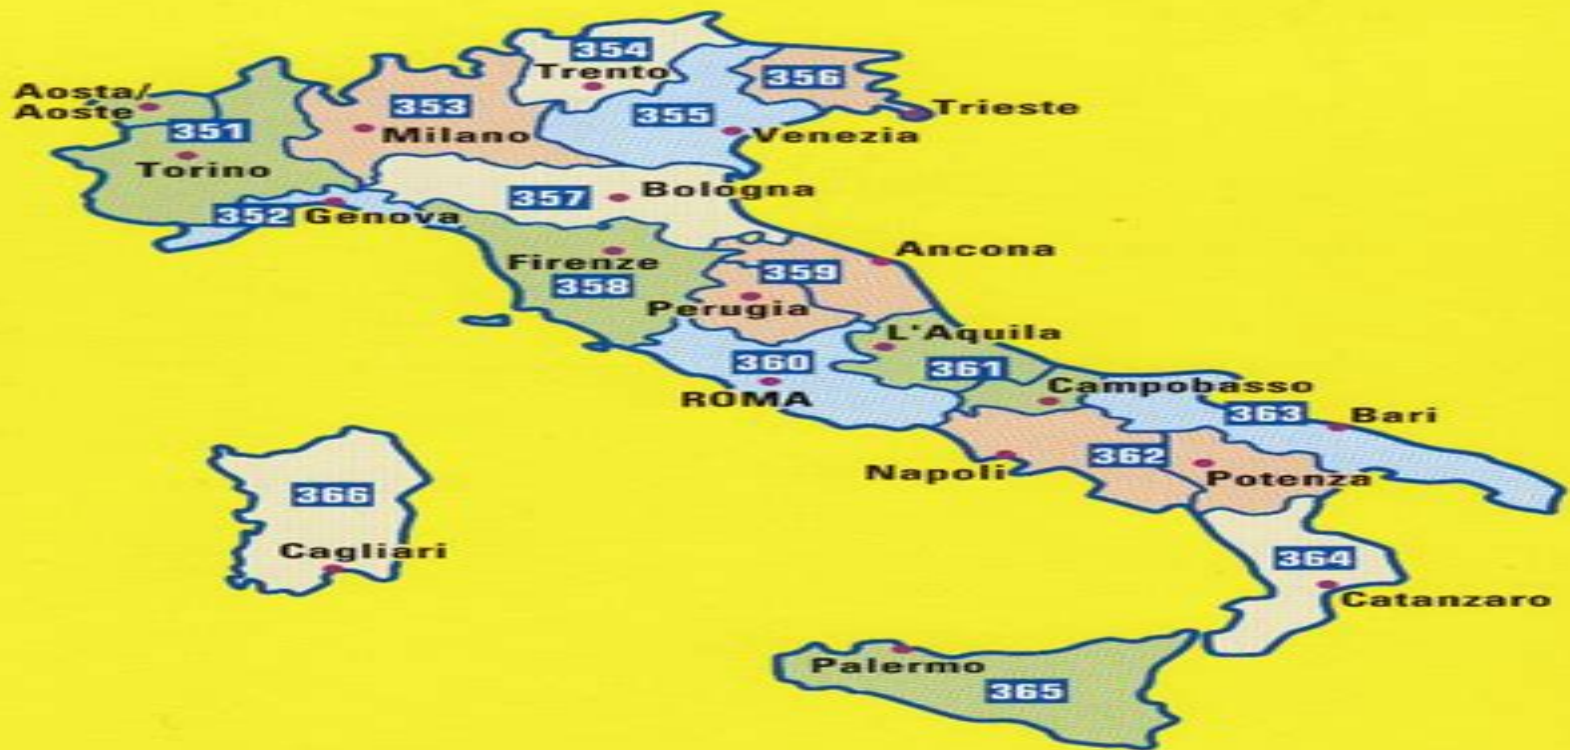 354
Trento
356
Aosta/
Aoste
353
Trieste
351
355
Milano
Venezia
Torino
357
Bologna
352
Genova
Ancona
Firenze
359
358
Perugia
L'Aquila
360
361
Campobasso
ROMA
363
Bari
362
Napoli
Potenza
366
Cagliari
364
Catanzaro
Palermo
365